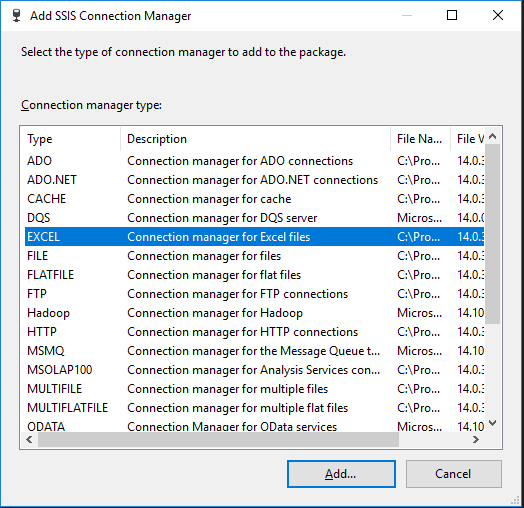 Add SSIS Connection Manager
Select the type of connection manager to add to the package.
Connection manager type:
Type Description File Na... File V
ADO Connection manager for ADO connections C:\Pro... 14.0.3
ADO.NET Connection manager for ADO.NET connections C:\Pro... 14.0.3
CACHE Connection manager for cache C:\Pro... 14.0.3
DQS Connection manager for DQS server Micros... 14.0.0
EXCEL Connection manager for Excel files C:\Pro... 14.0.3
FILE Connection manager for files C:\Pro... 14.0.3
FLATFILE Connection manager for flat files C:\Pro... 14.0.3
FTP Connection manager for FTP connections C:\Pro... 14.0.3
Hadoop Connection manager for Hadoop Micros... 14.10
HTTP Connection manager for HTTP connections C:\Pro... 14.0.3
MSMQ Connection manager for the Message Queue t... Micros... 14.10
MSOLAP100 Connection manager for Analysis Services con... C:\Pro... 14.0.3
MULTIFILE Connection manager for multiple files C:\Pro... 14.0.3
MULTIFLATFILE Connection manager for multiple flat files C:\Pro... 14.0.3
ODATA Connection Manager for OData services Micros... 14.10
Add... Cancel